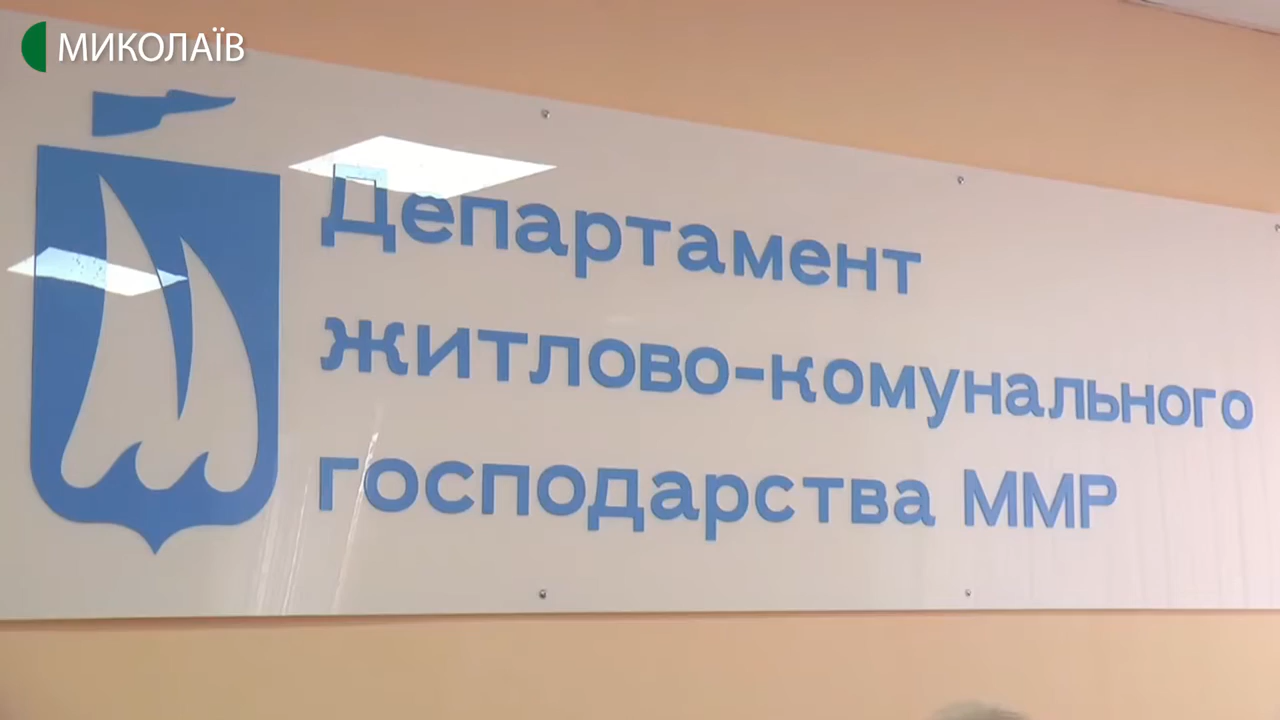 МИКОЛАЇВ
Департамент
житлово-комунального
господарства ММР